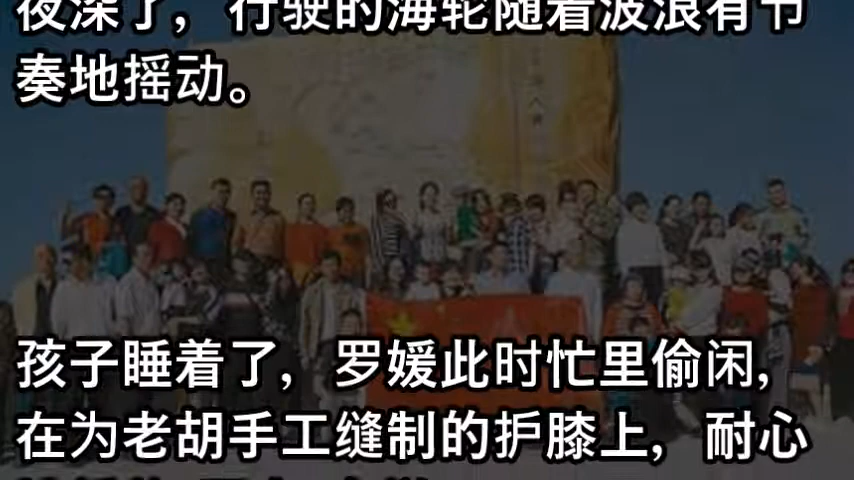 夜深了，行驶的海轮随着波浪有节
奏地摇动。
孩子睡着了，罗媛此时忙里偷闲，
在为老胡手工缝制的护膝上，耐心